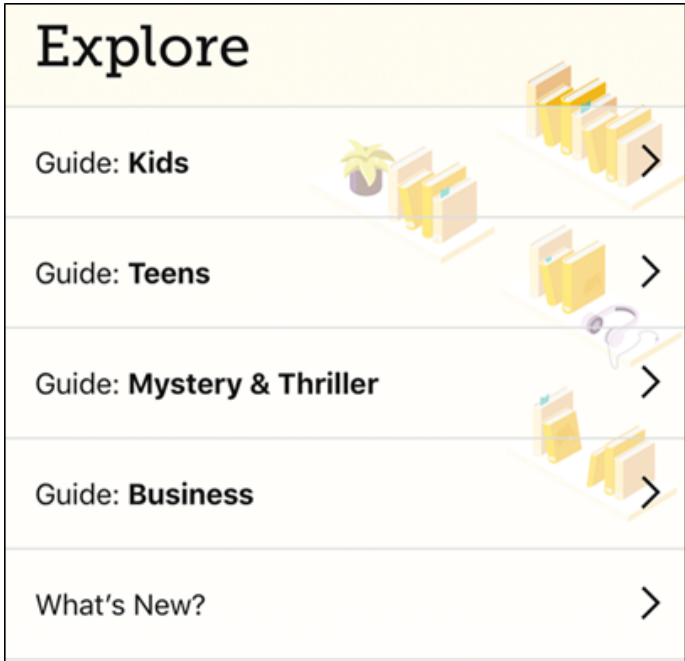 Explore
Guide: Kids
Guide: Teens
Guide: Mystery & Thriller
Guide: Business
What's New?